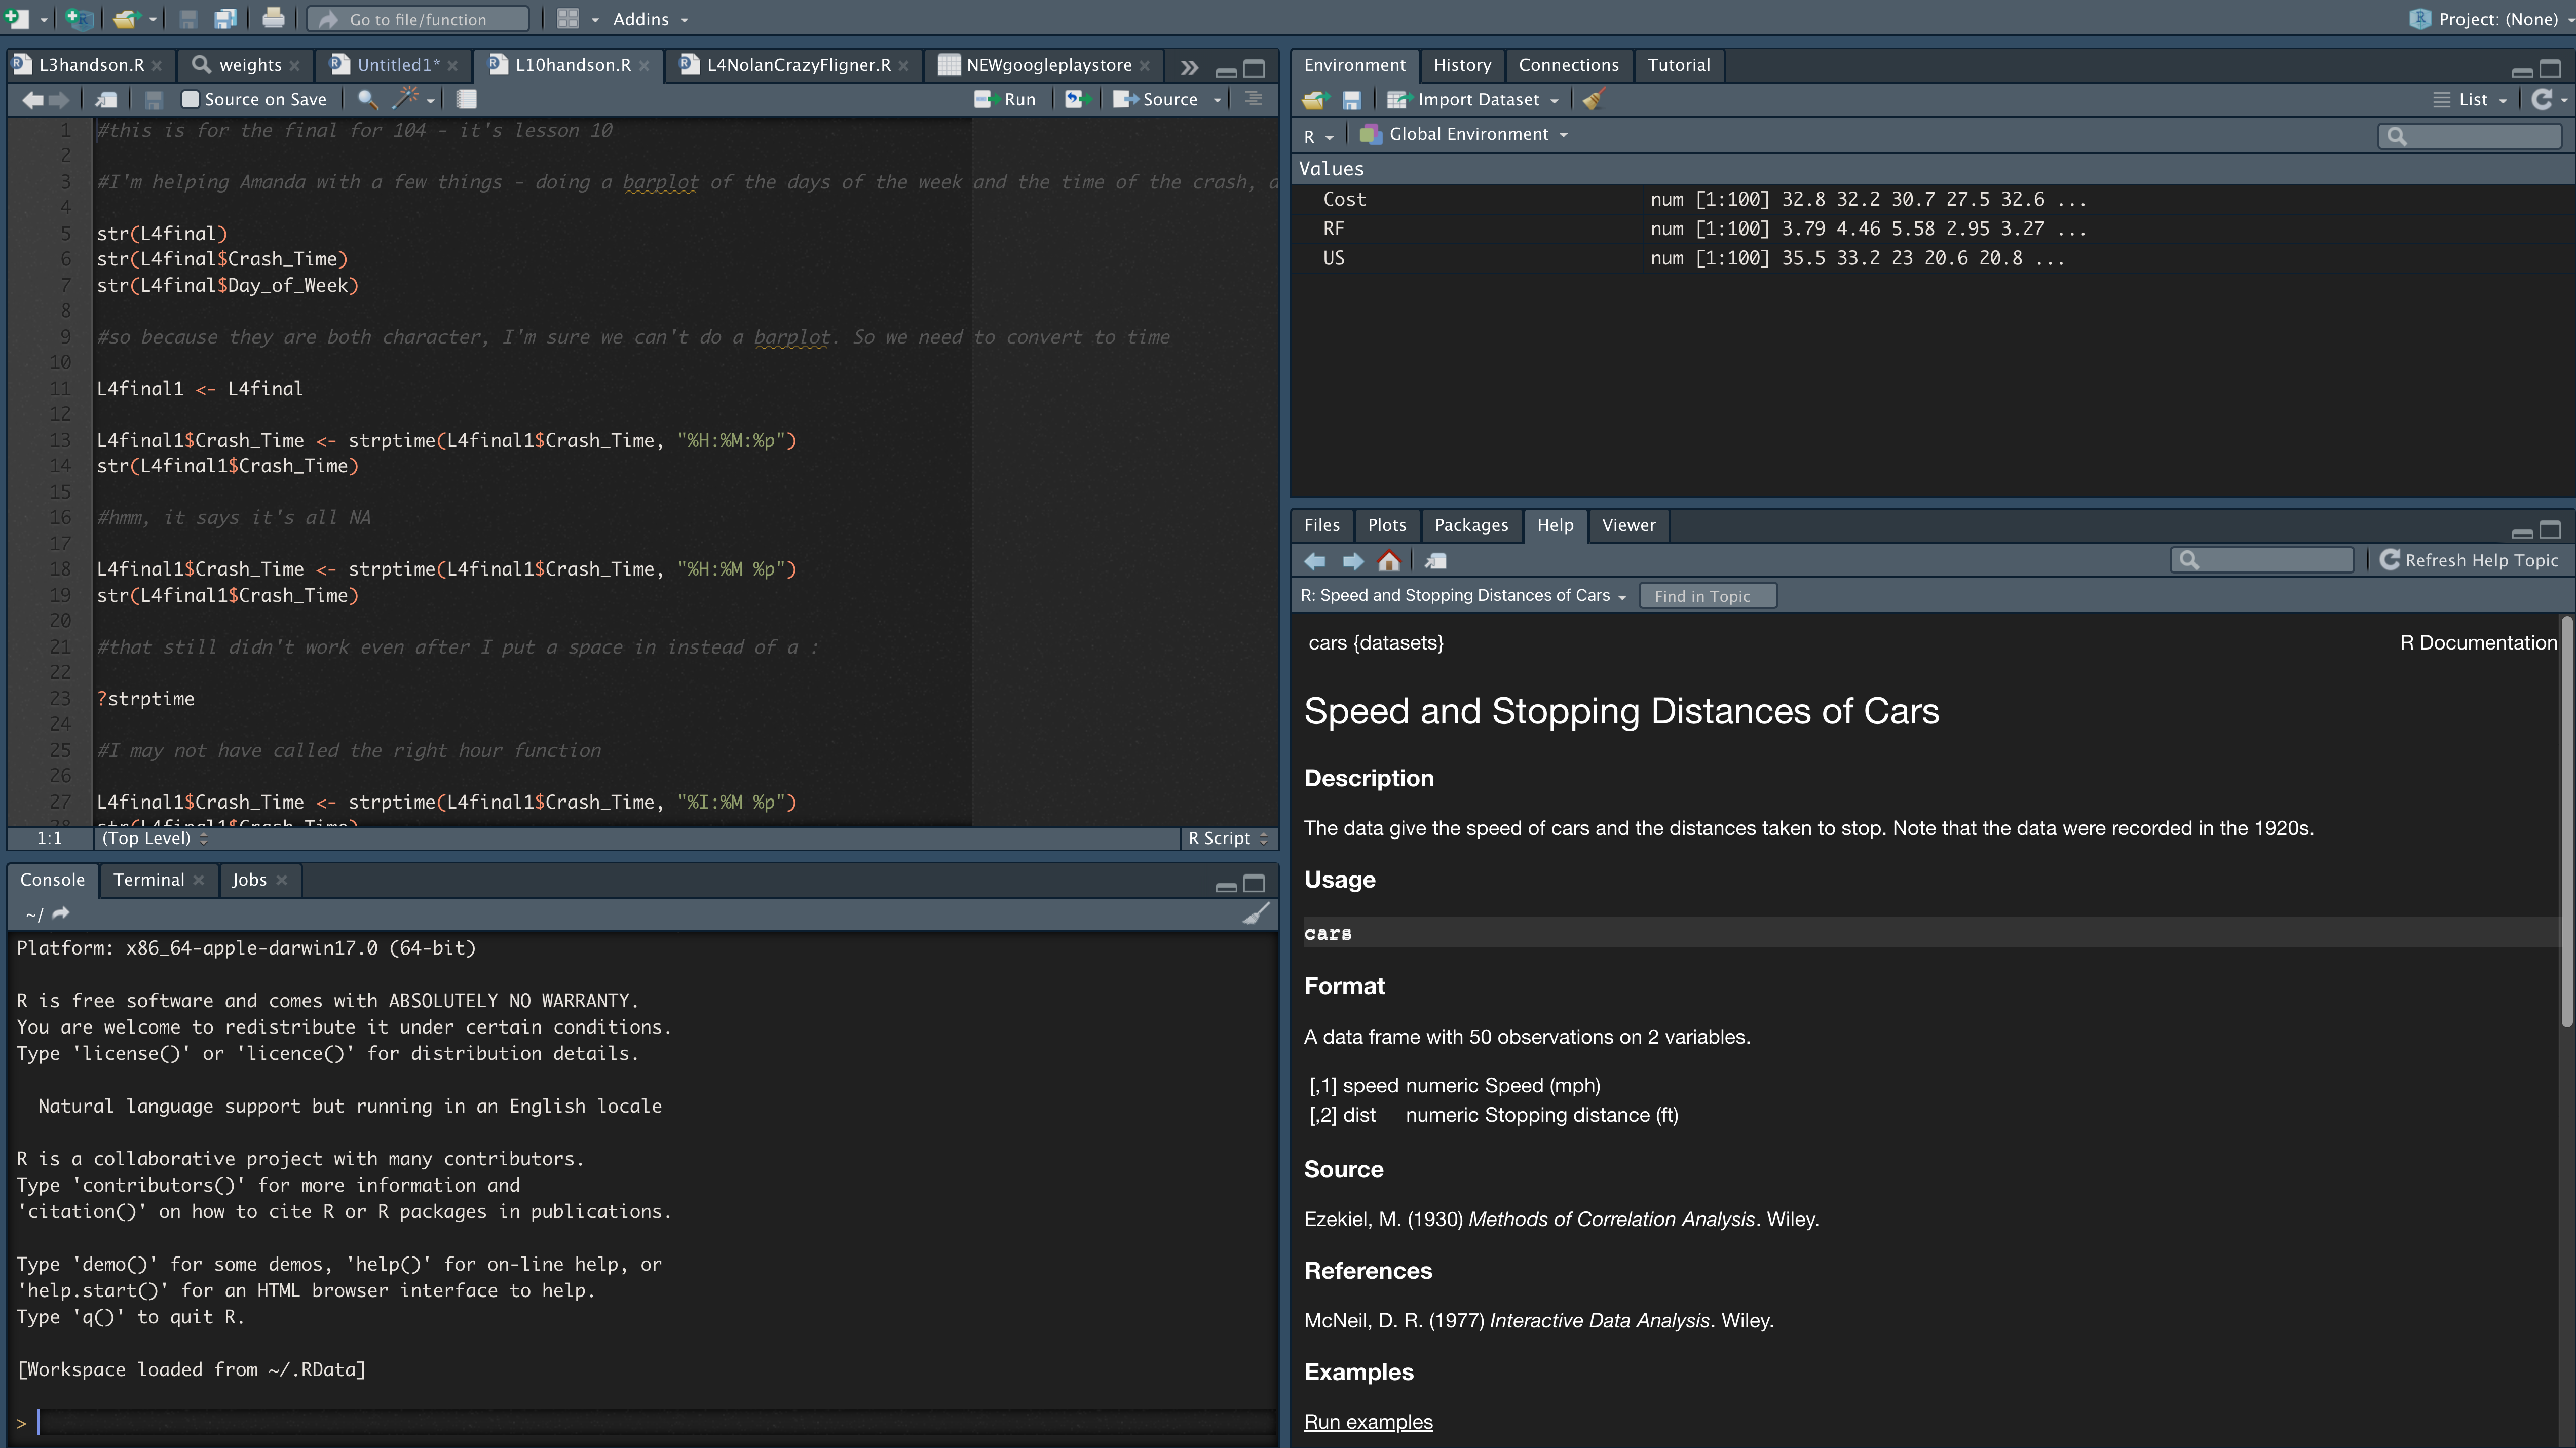 Go to file/function
Addins
Project: (None)
L3handson.R
weights
Untitled1*
L10handson.R
L4NolanCrazyFligner.R
NEWgoogleplaystore
Source on Save
Run
Source
1 #this is for the final for 104 - it's lesson 10
2
3 #I'm helping Amanda with a few things - doing a barplot of the days of the week and the time of the crash,
4
5 str(L4final)
6 str(L4final$Crash_Time)
7 str(L4final$Day_of_Week)
8
9 #so because they are both character, I'm sure we can't do a barplot. So we need to convert to time
10
11 L4final1 <- L4final
12
13 L4final1$Crash_Time <- strptime(L4final1$Crash_Time, "%H:%M:%p")
14 str(L4final1$Crash_Time)
15
16 #hmm, it says it's all NA
17
18 L4final1$Crash_Time <- strptime(L4final1$Crash_Time, "%H:%M %p")
19 str(L4final1$Crash_Time)
20
21 #that still didn't work even after I put a space in instead of a :
22
23 ?strptime
24
25 #I may not have called the right hour function
26
27 L4final1$Crash_Time <- strptime(L4final1$Crash_Time, "%I:%M %p")
28 str(L4final1$Crash_Time)
1:1
(Top Level)
R Script
Console
Terminal
Jobs
~/
Platform: x86_64-apple-darwin17.0 (64-bit)
R is free software and comes with ABSOLUTELY NO WARRANTY.
You are welcome to redistribute it under certain conditions.
Type 'license()' or 'licence()' for distribution details.
Natural language support but running in an English locale
R is a collaborative project with many contributors.
Type 'contributors()' for more information and
'citation()' on how to cite R or R packages in publications.
Type 'demo()' for some demos, 'help()' for on-line help, or
'help.start()' for an HTML browser interface to help.
Type 'q()' to quit R.
[Workspace loaded from ~/.RData]
>
Environment
History
Connections
Tutorial
Import Dataset
List
R
Global Environment
Values
Cost num [1:100] 32.8 32.2 30.7 27.5 32.6 ...
RF num [1:100] 3.79 4.46 5.58 2.95 3.27 ...
US num [1:100] 35.5 33.2 23 20.6 20.8 ...
Files
Plots
Packages
Help
Viewer
Refresh Help Topic
R: Speed and Stopping Distances of Cars
Find in Topic
cars {datasets}
R Documentation
Speed and Stopping Distances of Cars
Description
The data give the speed of cars and the distances taken to stop. Note that the data were recorded in the 1920s.
Usage
cars
Format
A data frame with 50 observations on 2 variables.
[,1] speed numeric Speed (mph)
[,2] dist numeric Stopping distance (ft)
Source
Ezekiel, M. (1930) Methods of Correlation Analysis. Wiley.
References
McNeil, D. R. (1977) Interactive Data Analysis. Wiley.
Examples
Run examples